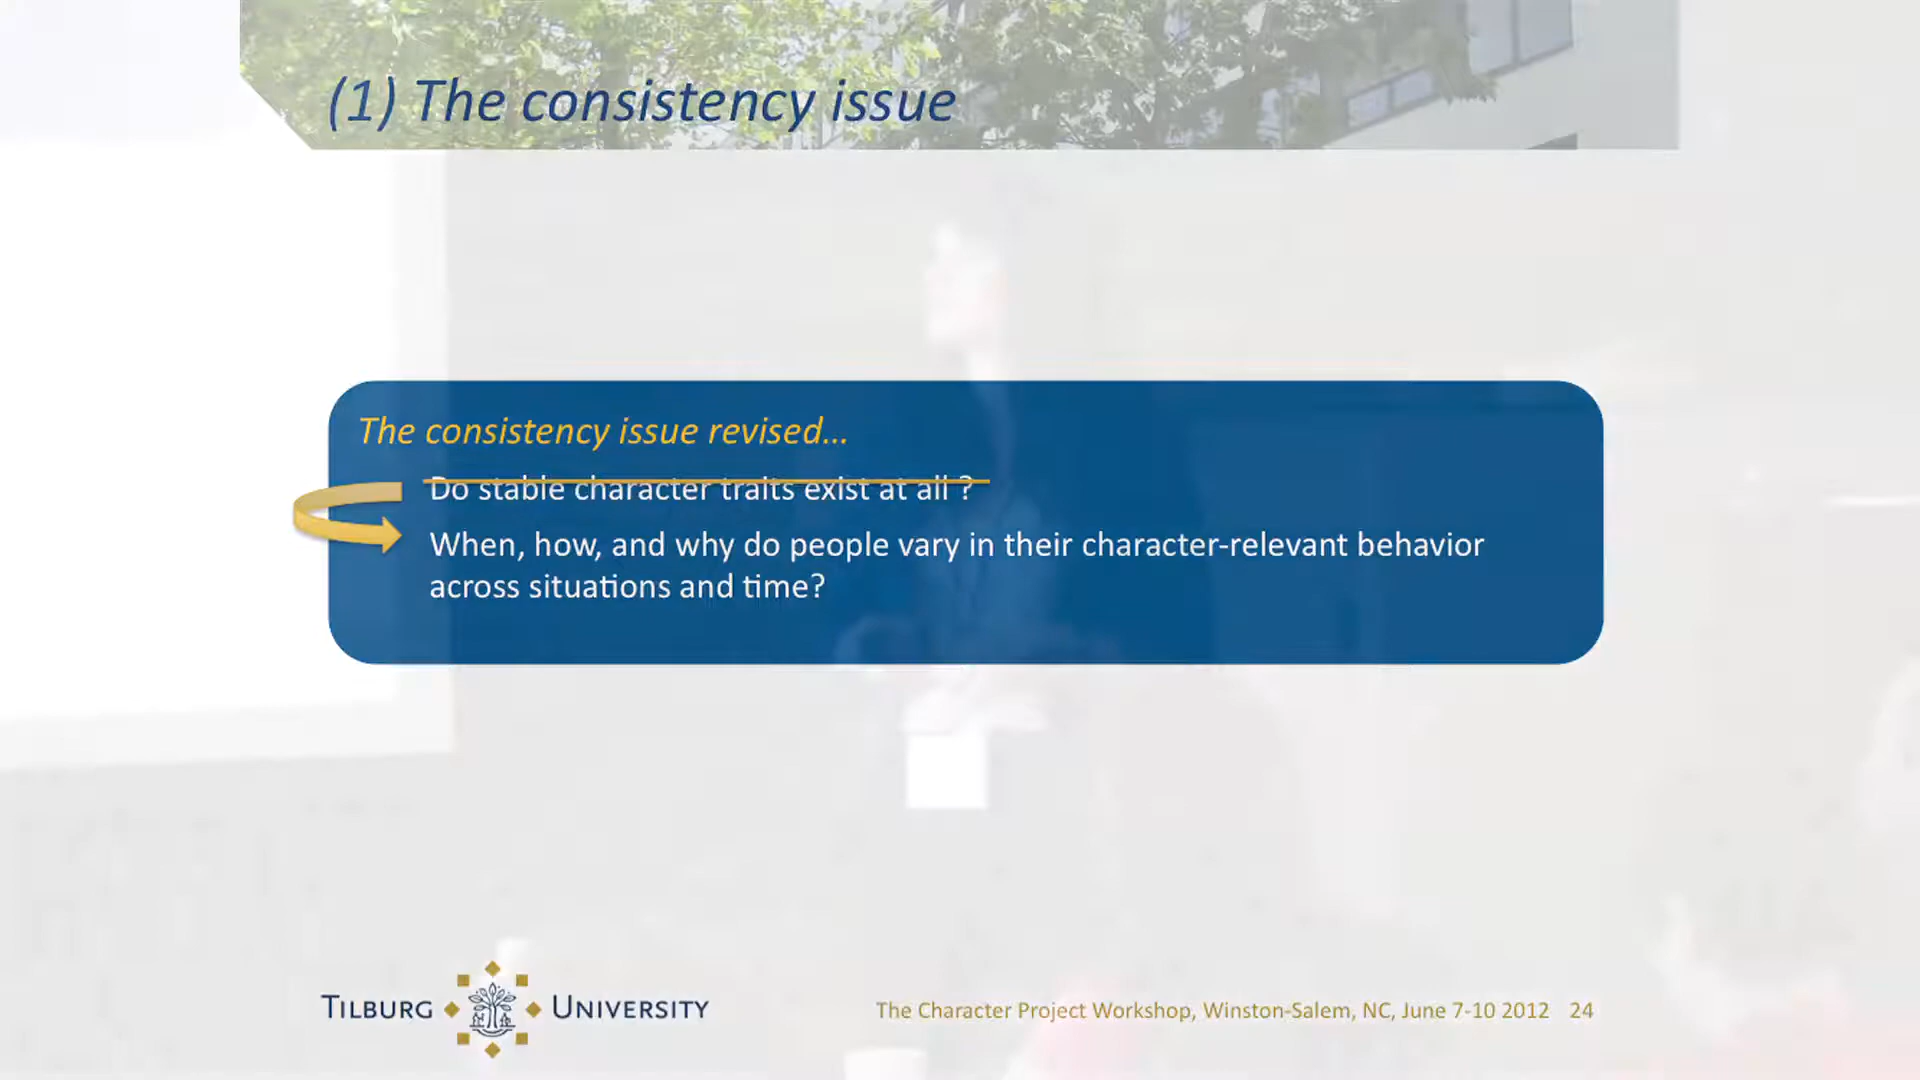 (1) The consistency issue
The consistency issue revised...
Do stable character traits exist at all ?
When, how, and why do people vary in their character-relevant behavior
across situations and time?
TILBURG UNIVERSITY
The Character Project Workshop, Winston-Salem, NC, June 7-10 2012 24